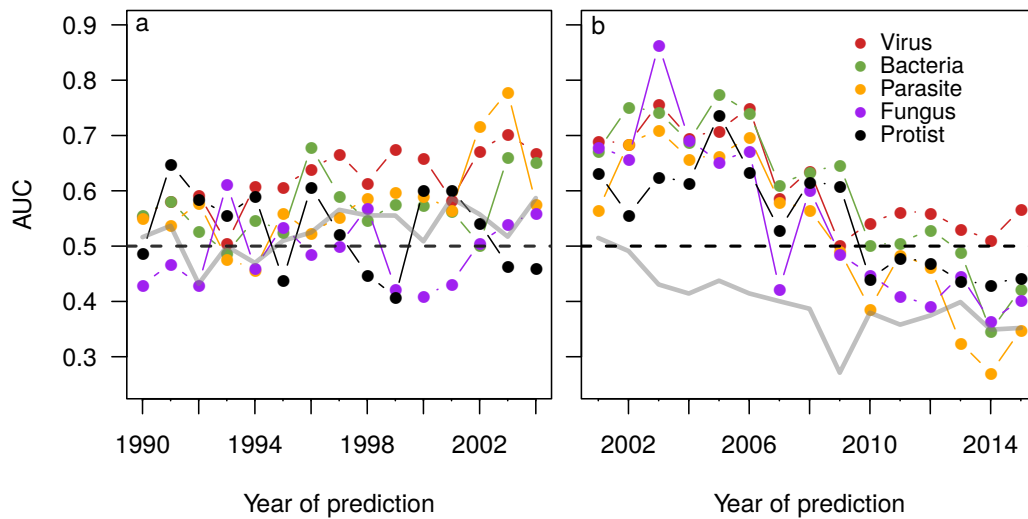 a
b
0.9
0.8
0.7
0.6
0.5
0.4
0.3
AUC
Virus
Bacteria
Parasite
Fungus
Protist
1990 1994 1998 2002
2002 2006 2010 2014
Year of prediction
Year of prediction